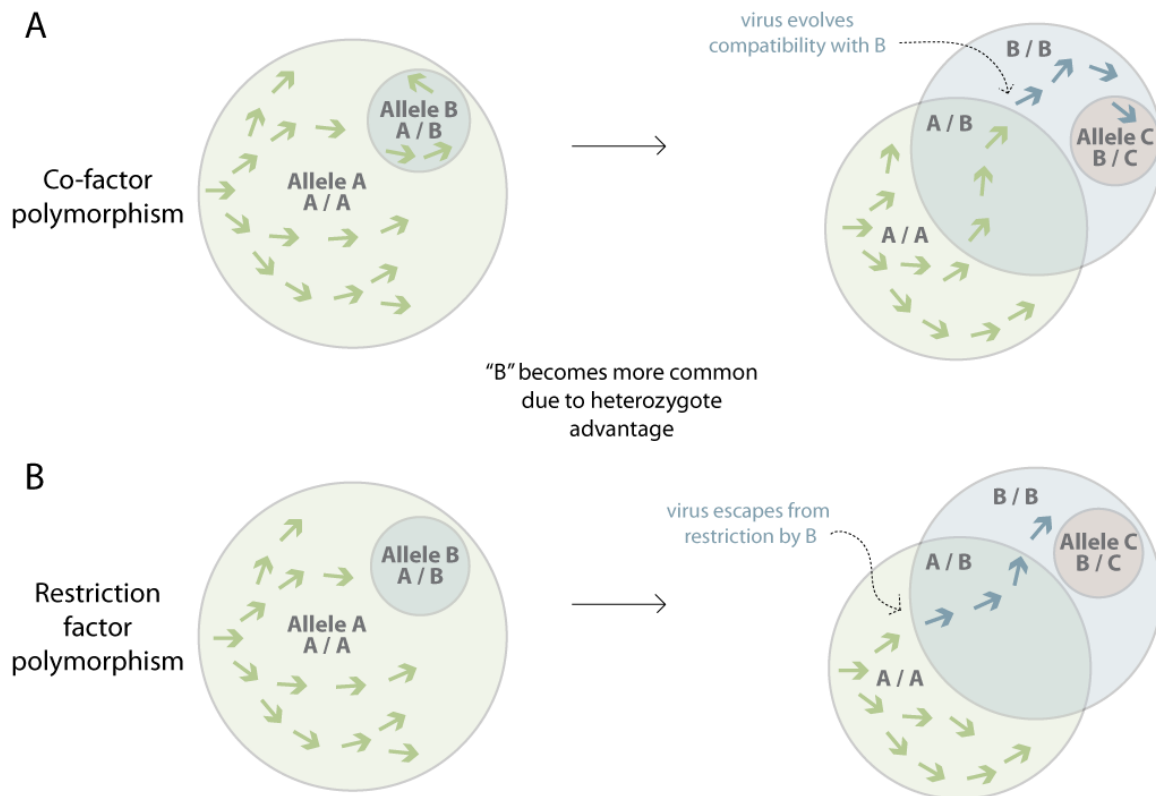 A
Co-factor
polymorphism
Allele A
A / A
Allele B
A / B
virus evolves
compatibility with B
B / B
A / B
Allele C
B / C
A / A
“B” becomes more common
due to heterozygote
advantage
B
Restriction
factor
polymorphism
Allele A
A / A
Allele B
A / B
virus escapes from
restriction by B
B / B
A / B
Allele C
B / C
A / A